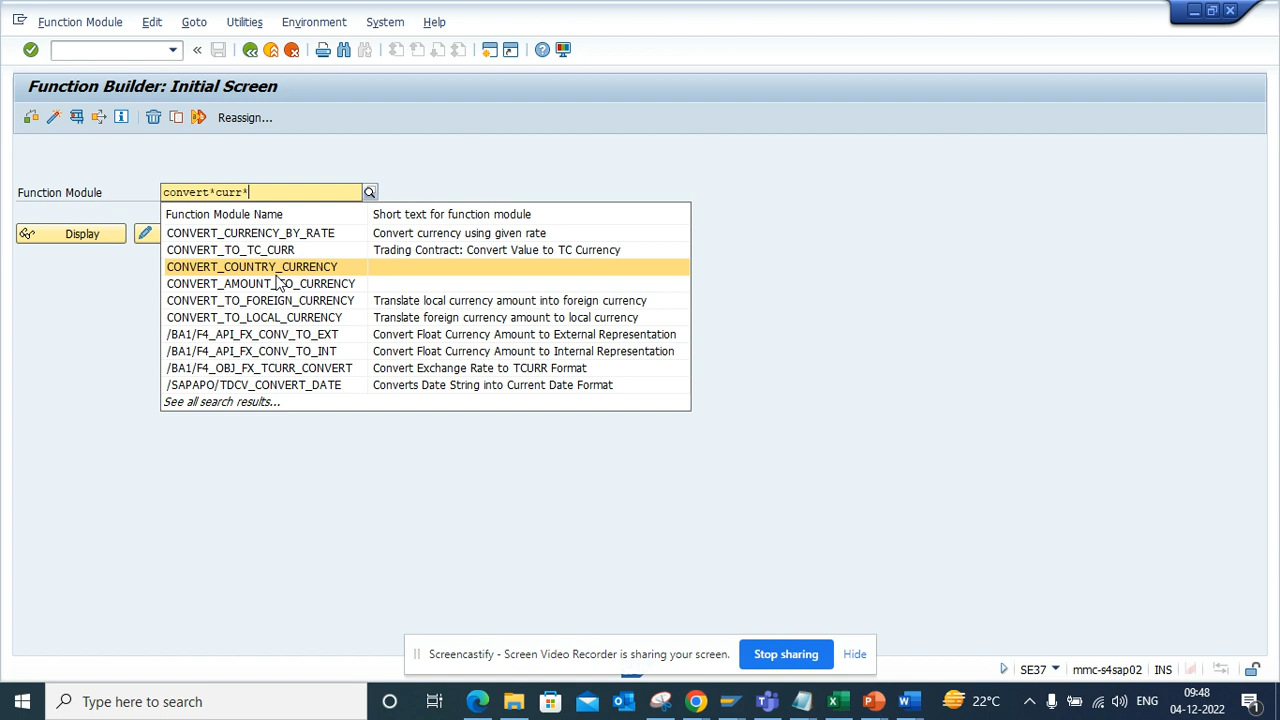 Function Module Edit Goto Utilities Environment System Help
Function Builder: Initial Screen
Reassign...
Function Module convert*curr*
Function Module Name Short text for function module
CONVERT_CURRENCY_BY_RATE Convert currency using given rate
CONVERT_TO_TC_CURR Trading Contract: Convert Value to TC Currency
CONVERT_COUNTRY_CURRENCY
CONVERT_AMOUNT_TO_CURRENCY
CONVERT_TO_FOREIGN_CURRENCY Translate local currency amount into foreign currency
CONVERT_TO_LOCAL_CURRENCY Translate foreign currency amount to local currency
/BA1/F4_API_FX_CONV_TO_EXT Convert Float Currency Amount to External Representation
/BA1/F4_API_FX_CONV_TO_INT Convert Float Currency Amount to Internal Representation
/BA1/F4_OBJ_FX_TCURR_CONVERT Convert Exchange Rate to TCURR Format
/SAPAPO/TDCV_CONVERT_DATE Converts Date String into Current Date Format
See all search results...
Display
Screencastify - Screen Video Recorder is sharing your screen. Stop sharing Hide
SE37 mmc-s4sap02 INS
Type here to search
22°C ENG
09:48
04-12-2022